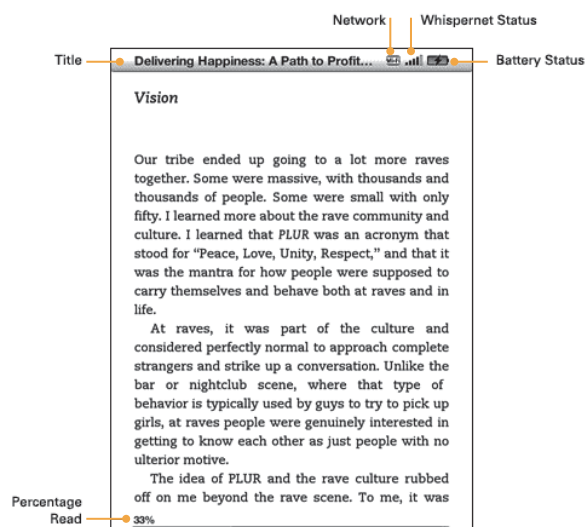 Network
Whispernet Status
Title
Delivering Happiness: A Path to Profit...
Wi-Fi
Battery Status
Vision
Our tribe ended up going to a lot more raves
together. Some were massive, with thousands and
thousands of people. Some were small with only
fifty. I learned more about the rave community and
culture. I learned that PLUR was an acronym that
stood for “Peace, Love, Unity, Respect,” and that it
was the mantra for how people were supposed to
carry themselves and behave both at raves and in
life.
At raves, it was part of the culture and
considered perfectly normal to approach complete
strangers and strike up a conversation. Unlike the
bar or nightclub scene, where that type of
behavior is typically used by guys to try to pick up
girls, at raves people were genuinely interested in
getting to know each other as just people with no
ulterior motive.
The idea of PLUR and the rave culture rubbed
off on me beyond the rave scene. To me, it was
Percentage
Read
33%